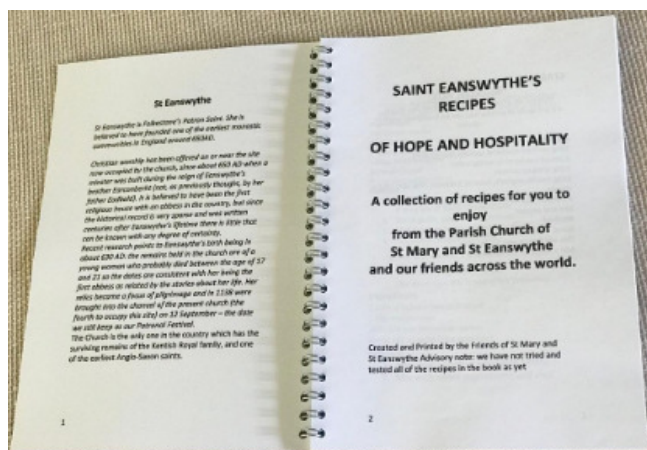 St Eanswythe
St Eanswythe is Folkestone's Patron Saint. She is
believed to have founded one of the earliest monastic
communities in England around 660AD.
Christian worship has been offered on or near the site
now occupied by the church, since about 660 AD when a
minster was built during the reign of Eanswythe's
brother (not, as previously thought, by her
father Eadbald). It is believed to have been the first
religious house with an abbess in the country, but since
the historical record is very sparse and was written
centuries after Eanswythe's lifetime there is little that
can be known with any degree of certainty.
Recent research points to Eanswythe's birth being in
about 630 AD: the remains held in the church are of a
young woman who probably died between the age of 17
and 21 so the dates are consistent with her being the
first abbess as related by the stories about her life. Her
relics became a focus of pilgrimage and in 1138 were
brought into the chancel of the present church (the
fourth to occupy this site) on 12 September – the date
we still keep as our Patronal Festival.
The Church is the only one in the country which has the
surviving remains of the Kentish Royal family, and one
of the earliest Anglo-Saxon saints.
1
SAINT EANSWYTHE'S
RECIPES
OF HOPE AND HOSPITALITY
A collection of recipes for you to
enjoy
from the Parish Church of
St Mary and St Eanswythe
and our friends across the world.
Created and Printed by the Friends of St Mary and
St Eanswythe Advisory note: we have not tried and
tested all of the recipes in the book as yet
2